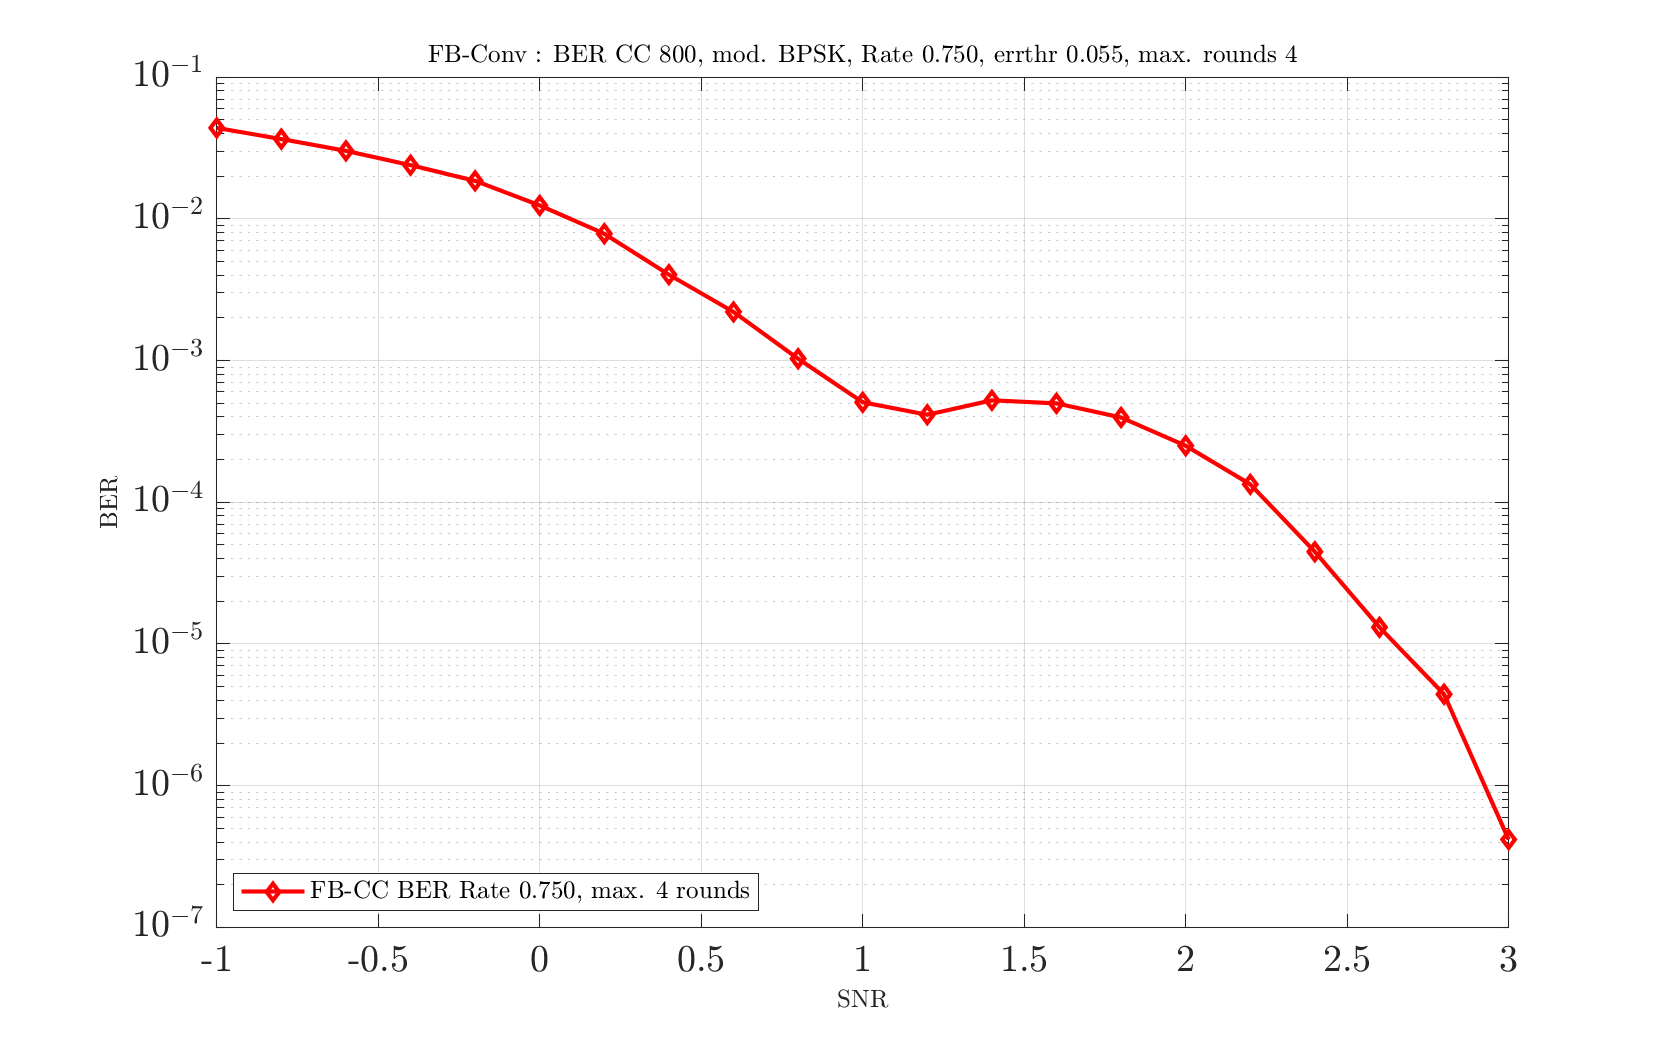 FB-Conv : BER CC 800, mod. BPSK, Rate 0.750, errthr 0.055, max. rounds 4
10⁻¹
10⁻²
10⁻³
10⁻⁴
10⁻⁵
10⁻⁶
10⁻⁷
BER
FB-CC BER Rate 0.750, max. 4 rounds
-1 -0.5 0 0.5 1 1.5 2 2.5 3
SNR